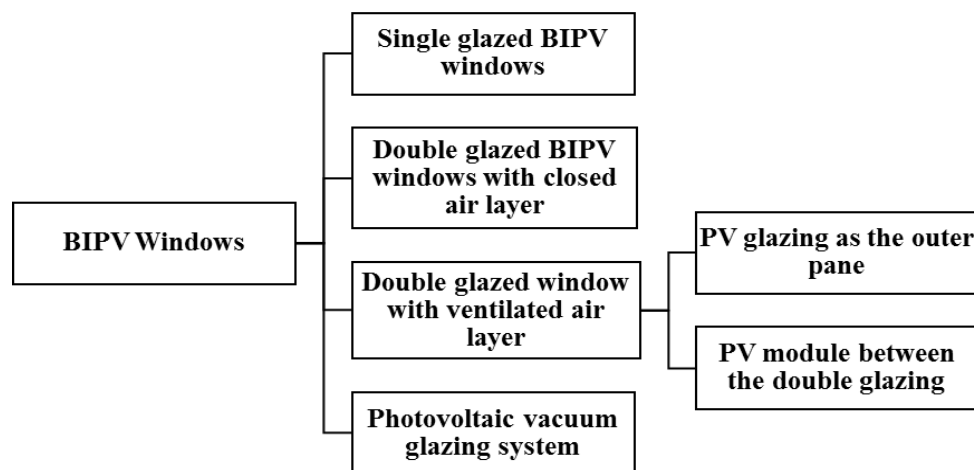 Single glazed BIPV
windows
Double glazed BIPV
windows with closed
air layer
BIPV Windows
Double glazed window
with ventilated air
layer
PV glazing as the outer
pane
PV module between
the double glazing
Photovoltaic vacuum
glazing system